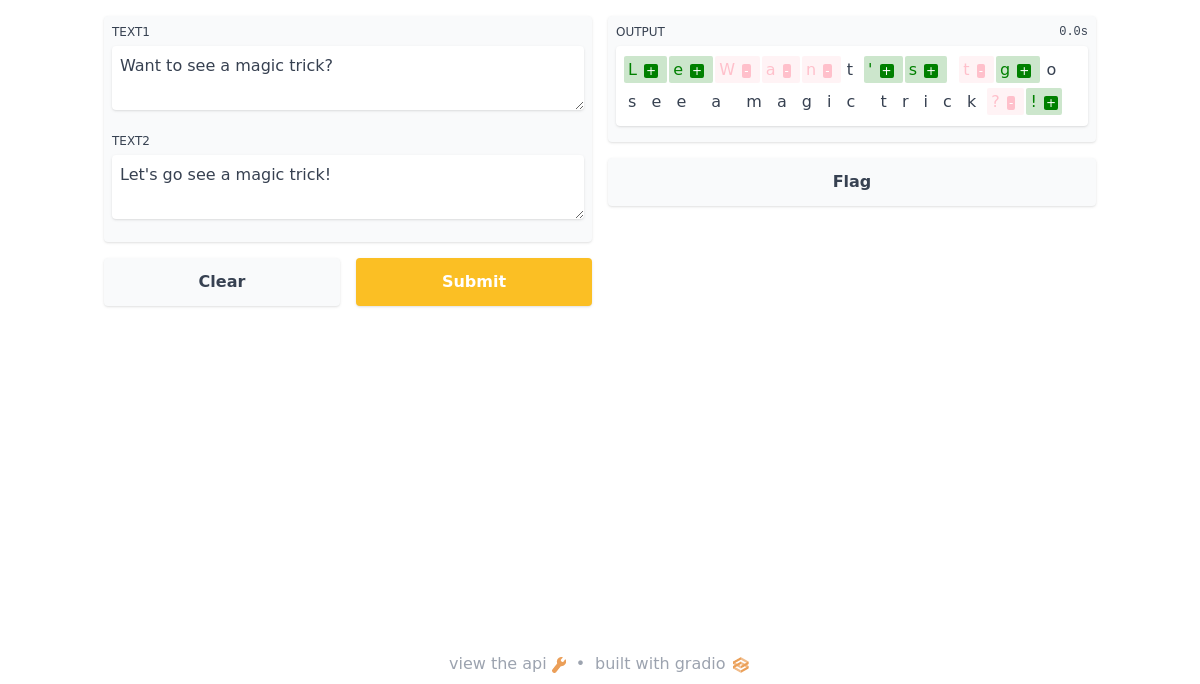 TEXT1
Want to see a magic trick?
TEXT2
Let's go see a magic trick!
Clear
Submit
OUTPUT
0.0s
L + e + W - a - n - t ' + s + t - g + o
s e e a m a g i c t r i c k ? - ! +
Flag
view the api • built with gradio